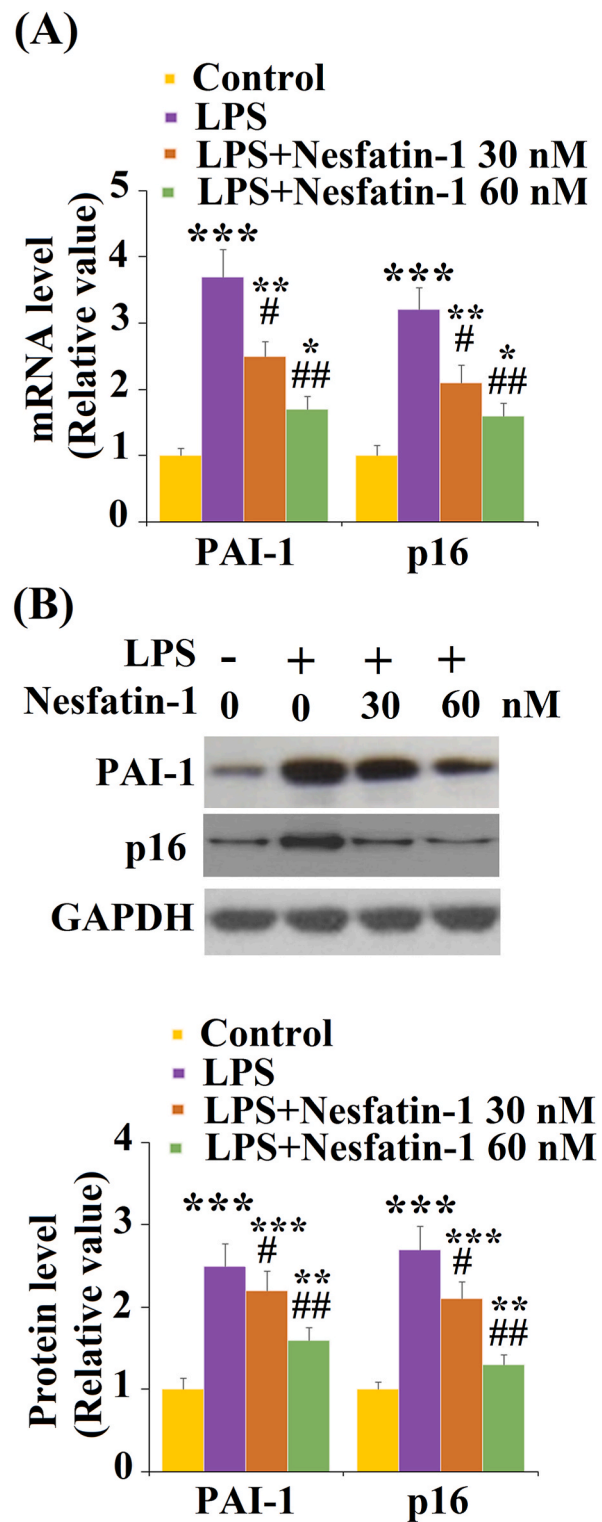 (A)
Control
LPS
LPS+Nesfatin-1 30 nM
LPS+Nesfatin-1 60 nM
mRNA level
(Relative value)
5
4
3
2
1
0
***
**
#
*
##
***
**
#
*
##
PAI-1 p16
(B)
LPS - + + +
Nesfatin-1 0 0 30 60 nM
PAI-1
p16
GAPDH
Control
LPS
LPS+Nesfatin-1 30 nM
LPS+Nesfatin-1 60 nM
Protein level
(Relative value)
4
3
2
1
0
***
***
#
**
##
***
***
#
**
##
PAI-1 p16